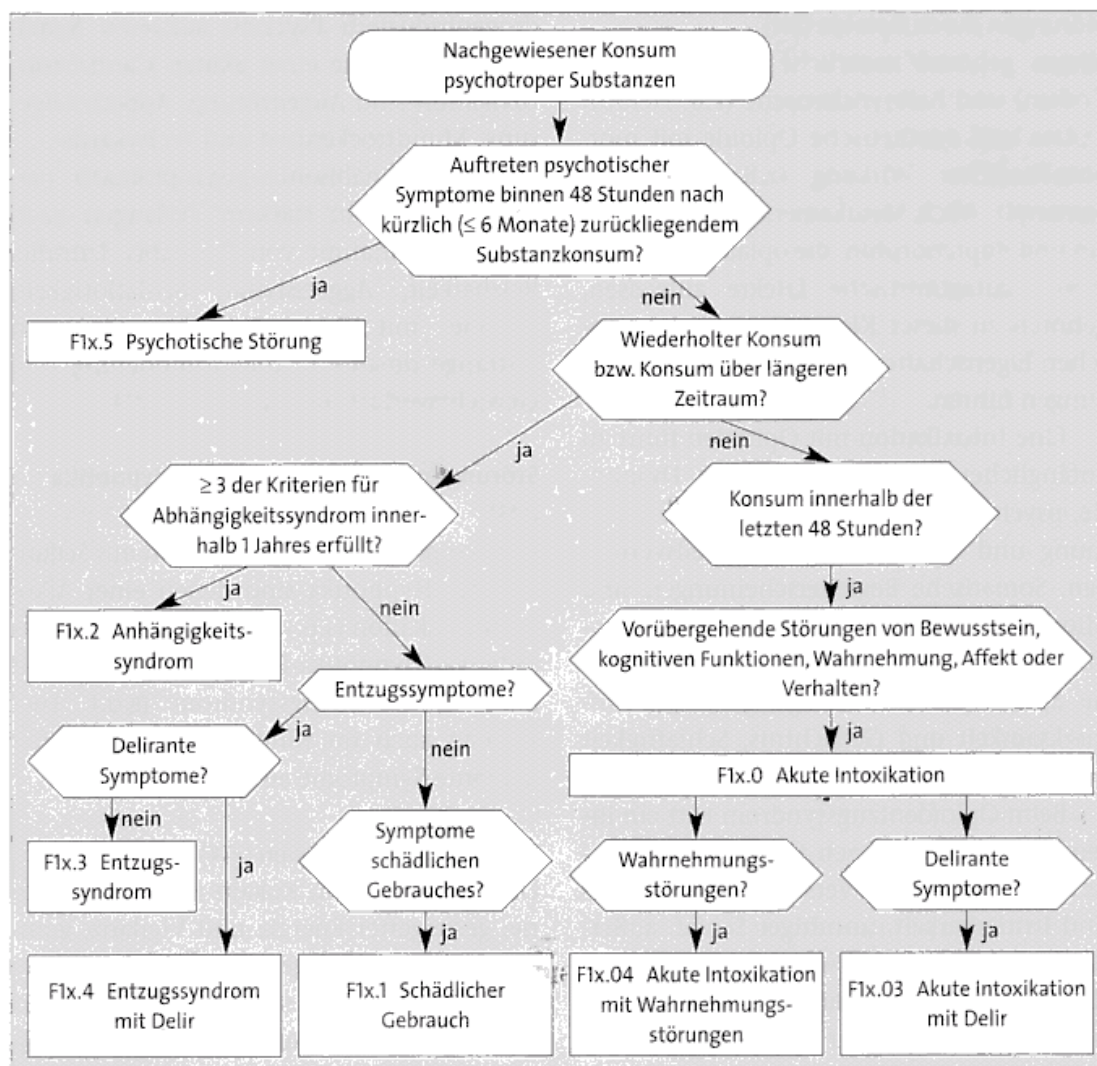 Nachgewiesener Konsum
psychotroper Substanzen
Auftreten psychotischer
Symptome binnen 48 Stunden nach
kürzlich (≤ 6 Monate) zurückliegendem
Substanzkonsum?
ja
nein
F1x.5 Psychotische Störung
Wiederholter Konsum
bzw. Konsum über längeren
Zeitraum?
ja
nein
≥ 3 der Kriterien für
Abhängigkeitssyndrom inner-
halb 1 Jahres erfüllt?
Konsum innerhalb der
letzten 48 Stunden?
ja
nein
ja
F1x.2 Anhängigkeits-
syndrom
Vorübergehende Störungen von Bewusstsein,
kognitiven Funktionen, Wahrnehmung, Affekt oder
Verhalten?
Entzugssymptome?
ja
nein
ja
Delirante
Symptome?
F1x.0 Akute Intoxikation
nein
ja
F1x.3 Entzugs-
syndrom
Symptome
schädlichen
Gebrauches?
Wahrnehmungs-
störungen?
Delirante
Symptome?
ja
ja
ja
F1x.4 Entzugssyndrom
mit Delir
F1x.1 Schädlicher
Gebrauch
F1x.04 Akute Intoxikation
mit Wahrnehmungs-
störungen
F1x.03 Akute Intoxikation
mit Delir